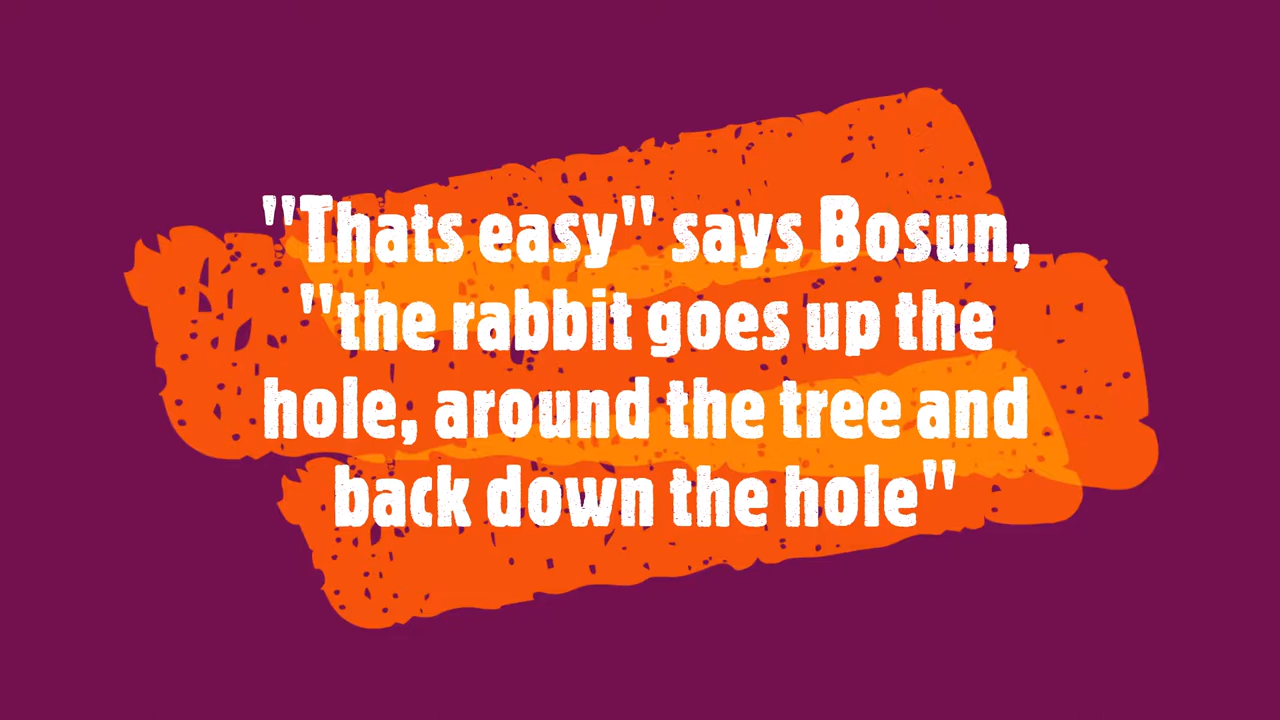 "Thats easy" says Bosun,
"the rabbit goes up the
hole, around the tree and
back down the hole"